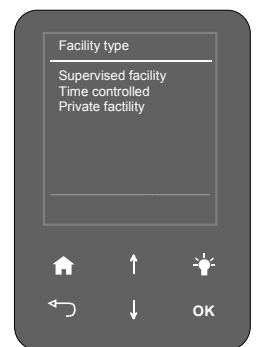 Facility type
Supervised facility
Time controlled
Private factility
OK